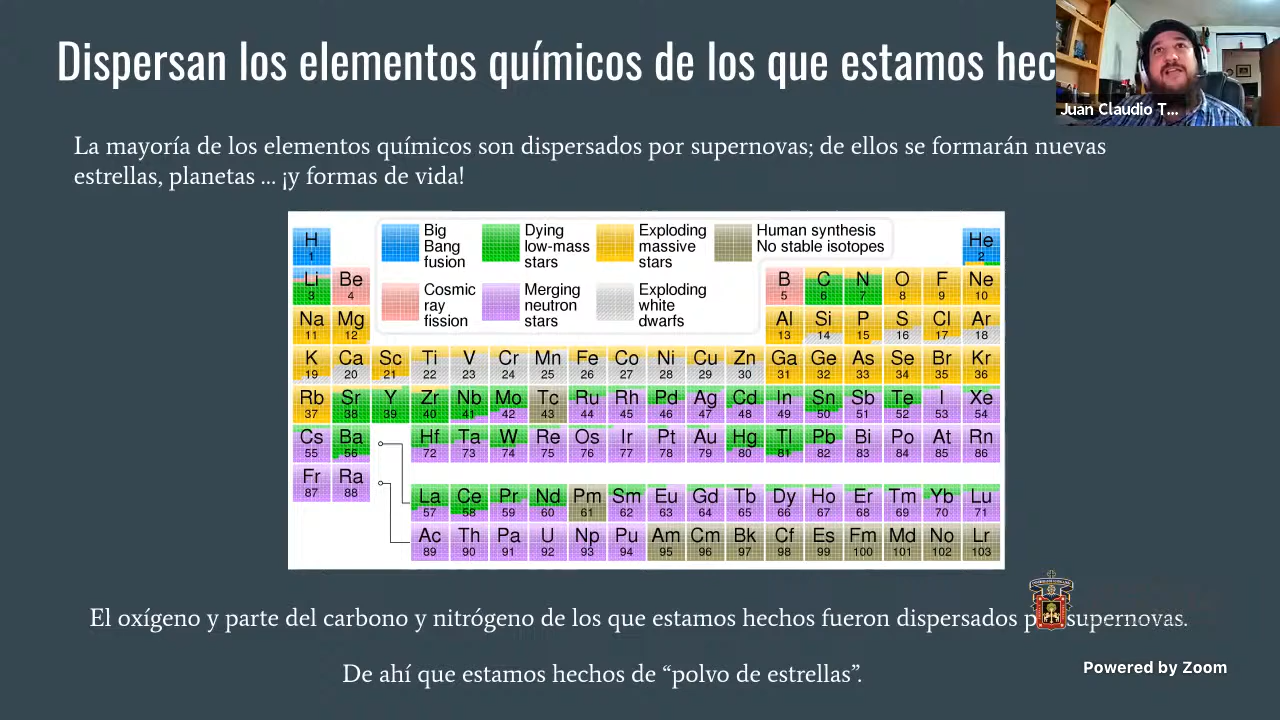 Dispersan los elementos químicos de los que estamos hec
Juan Claudio T...
La mayoría de los elementos químicos son dispersados por supernovas; de ellos se formarán nuevas
estrellas, planetas ... ¡y formas de vida!
Big Bang fusion
Dying low-mass stars
Exploding massive stars
Human synthesis No stable isotopes
Cosmic ray fission
Merging neutron stars
Exploding white dwarfs
H He
1 2
Li Be B C N O F Ne
3 4 5 6 7 8 9 10
Na Mg Al Si P S Cl Ar
11 12 13 14 15 16 17 18
K Ca Sc Ti V Cr Mn Fe Co Ni Cu Zn Ga Ge As Se Br Kr
19 20 21 22 23 24 25 26 27 28 29 30 31 32 33 34 35 36
Rb Sr Y Zr Nb Mo Tc Ru Rh Pd Ag Cd In Sn Sb Te I Xe
37 38 39 40 41 42 43 44 45 46 47 48 49 50 51 52 53 54
Cs Ba Hf Ta W Re Os Ir Pt Au Hg Tl Pb Bi Po At Rn
55 56 72 73 74 75 76 77 78 79 80 81 82 83 84 85 86
Fr Ra
87 88
La Ce Pr Nd Pm Sm Eu Gd Tb Dy Ho Er Tm Yb Lu
57 58 59 60 61 62 63 64 65 66 67 68 69 70 71
Ac Th Pa U Np Pu Am Cm Bk Cf Es Fm Md No Lr
89 90 91 92 93 94 95 96 97 98 99 100 101 102 103
El oxígeno y parte del carbono y nitrógeno de los que estamos hechos fueron dispersados p supernovas.
De ahí que estamos hechos de “polvo de estrellas”.
Powered by Zoom